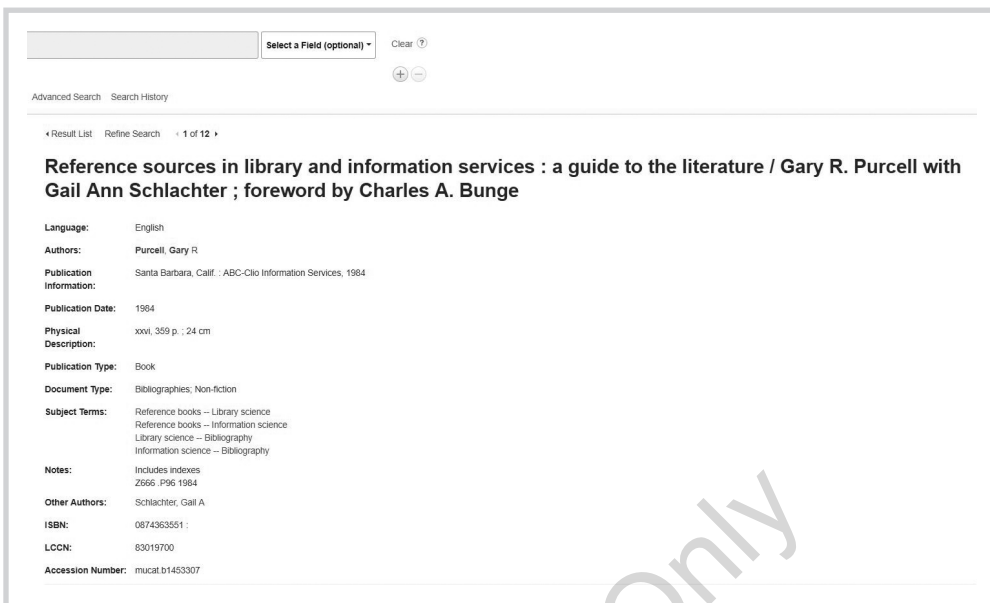 Select a Field (optional) Clear ?
+ −
Advanced Search Search History
Result List Refine Search 1 of 12
Reference sources in library and information services : a guide to the literature / Gary R. Purcell with
Gail Ann Schlachter ; foreword by Charles A. Bunge
Language: English
Authors: Purcell, Gary R
Publication Santa Barbara, Calif. : ABC-Clio Information Services, 1984
Information:
Publication Date: 1984
Physical xxvi, 359 p. ; 24 cm
Description:
Publication Type: Book
Document Type: Bibliographies; Non-fiction
Subject Terms: Reference books -- Library science
Reference books -- Information science
Library science -- Bibliography
Information science -- Bibliography
Notes: Includes indexes
Z666 .P96 1984
Other Authors: Schlachter, Gail A
ISBN: 0874363551 :
LCCN: 83019700
Accession Number: mucat.b1453307
Only